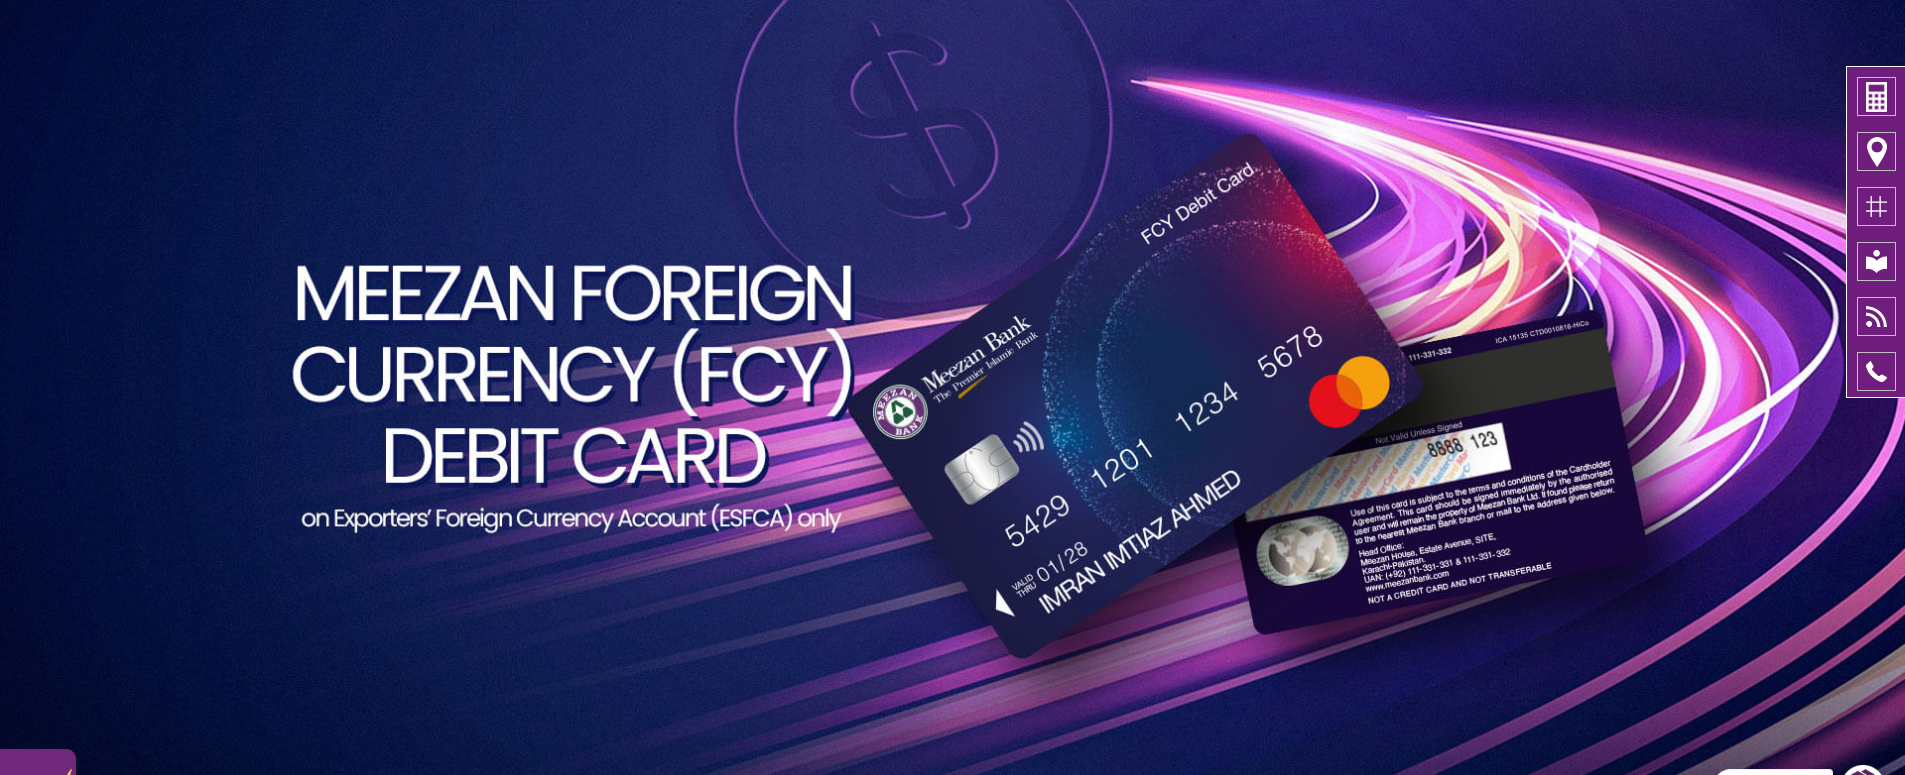 MEEZAN FOREIGN
CURRENCY (FCY)
DEBIT CARD
on Exporters' Foreign Currency Account (ESFCA) only
FCY Debit Card
Meezan Bank
The Premier Islamic Bank
MEEZAN
BANK
5429 1201 1234 5678
VALID
THRU 01/28
IMRAN IMTIAZ AHMED
111-331-332
ICA 15135 CTD0010816-HiCo
Not Valid Unless Signed
8888 123
Use of this card is subject to the terms and conditions of the Cardholder
Agreement. This card should be signed immediately by the authorised
user and will remain the property of Meezan Bank Ltd. If found please return
to the nearest Meezan Bank branch or mail to the address given below.
Head Office:
Meezan House, Estate Avenue, SITE,
Karachi-Pakistan.
UAN: (+92) 111-331-331 & 111-331-332
www.meezanbank.com
NOT A CREDIT CARD AND NOT TRANSFERABLE